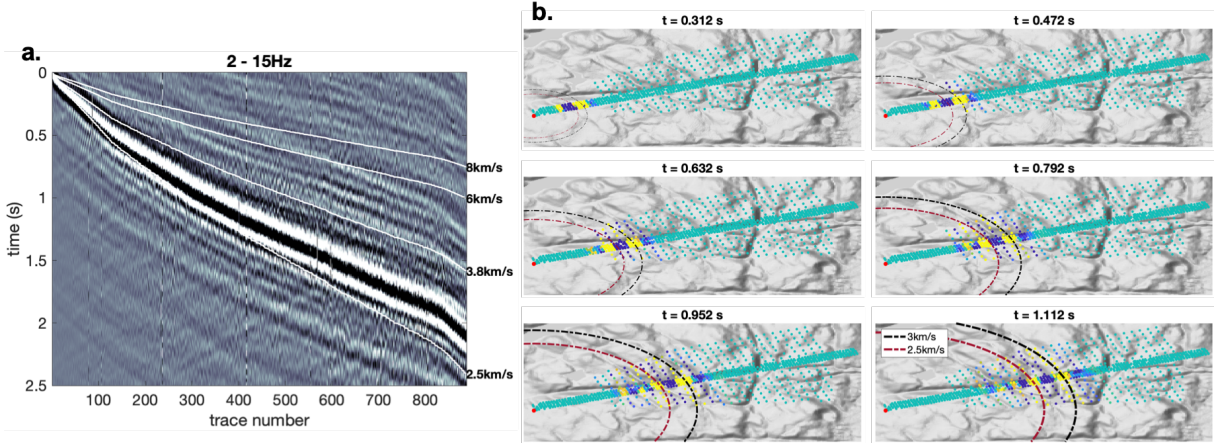 a.
2 - 15Hz
0
0.5
1
1.5
2
2.5
time (s)
8km/s
6km/s
3.8km/s
2.5km/s
100 200 300 400 500 600 700 800
trace number
b.
t = 0.312 s
t = 0.472 s
t = 0.632 s
t = 0.792 s
t = 0.952 s
t = 1.112 s
3km/s
2.5km/s